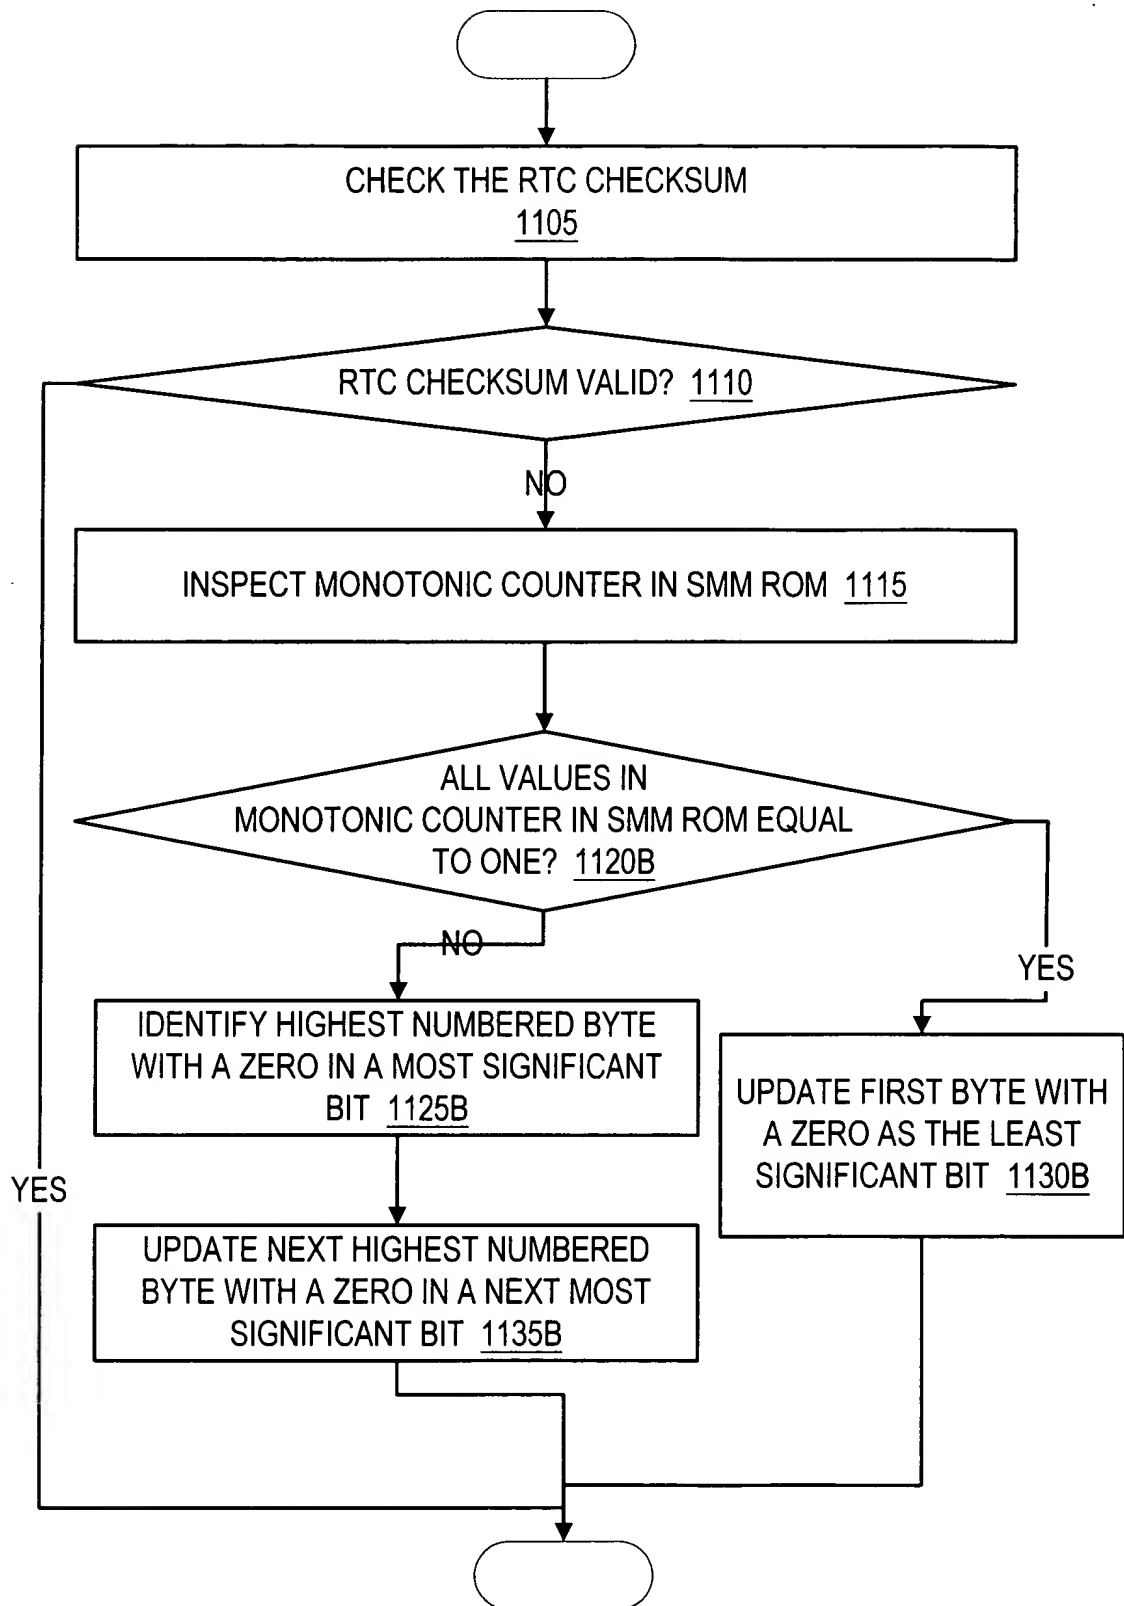 CHECK THE RTC CHECKSUM
1105
RTC CHECKSUM VALID? 1110
NO
INSPECT MONOTONIC COUNTER IN SMM ROM 1115
ALL VALUES IN
MONOTONIC COUNTER IN SMM ROM EQUAL
TO ONE? 1120B
NO
YES
IDENTIFY HIGHEST NUMBERED BYTE
WITH A ZERO IN A MOST SIGNIFICANT
BIT 1125B
UPDATE FIRST BYTE WITH
A ZERO AS THE LEAST
SIGNIFICANT BIT 1130B
YES
UPDATE NEXT HIGHEST NUMBERED
BYTE WITH A ZERO IN A NEXT MOST
SIGNIFICANT BIT 1135B